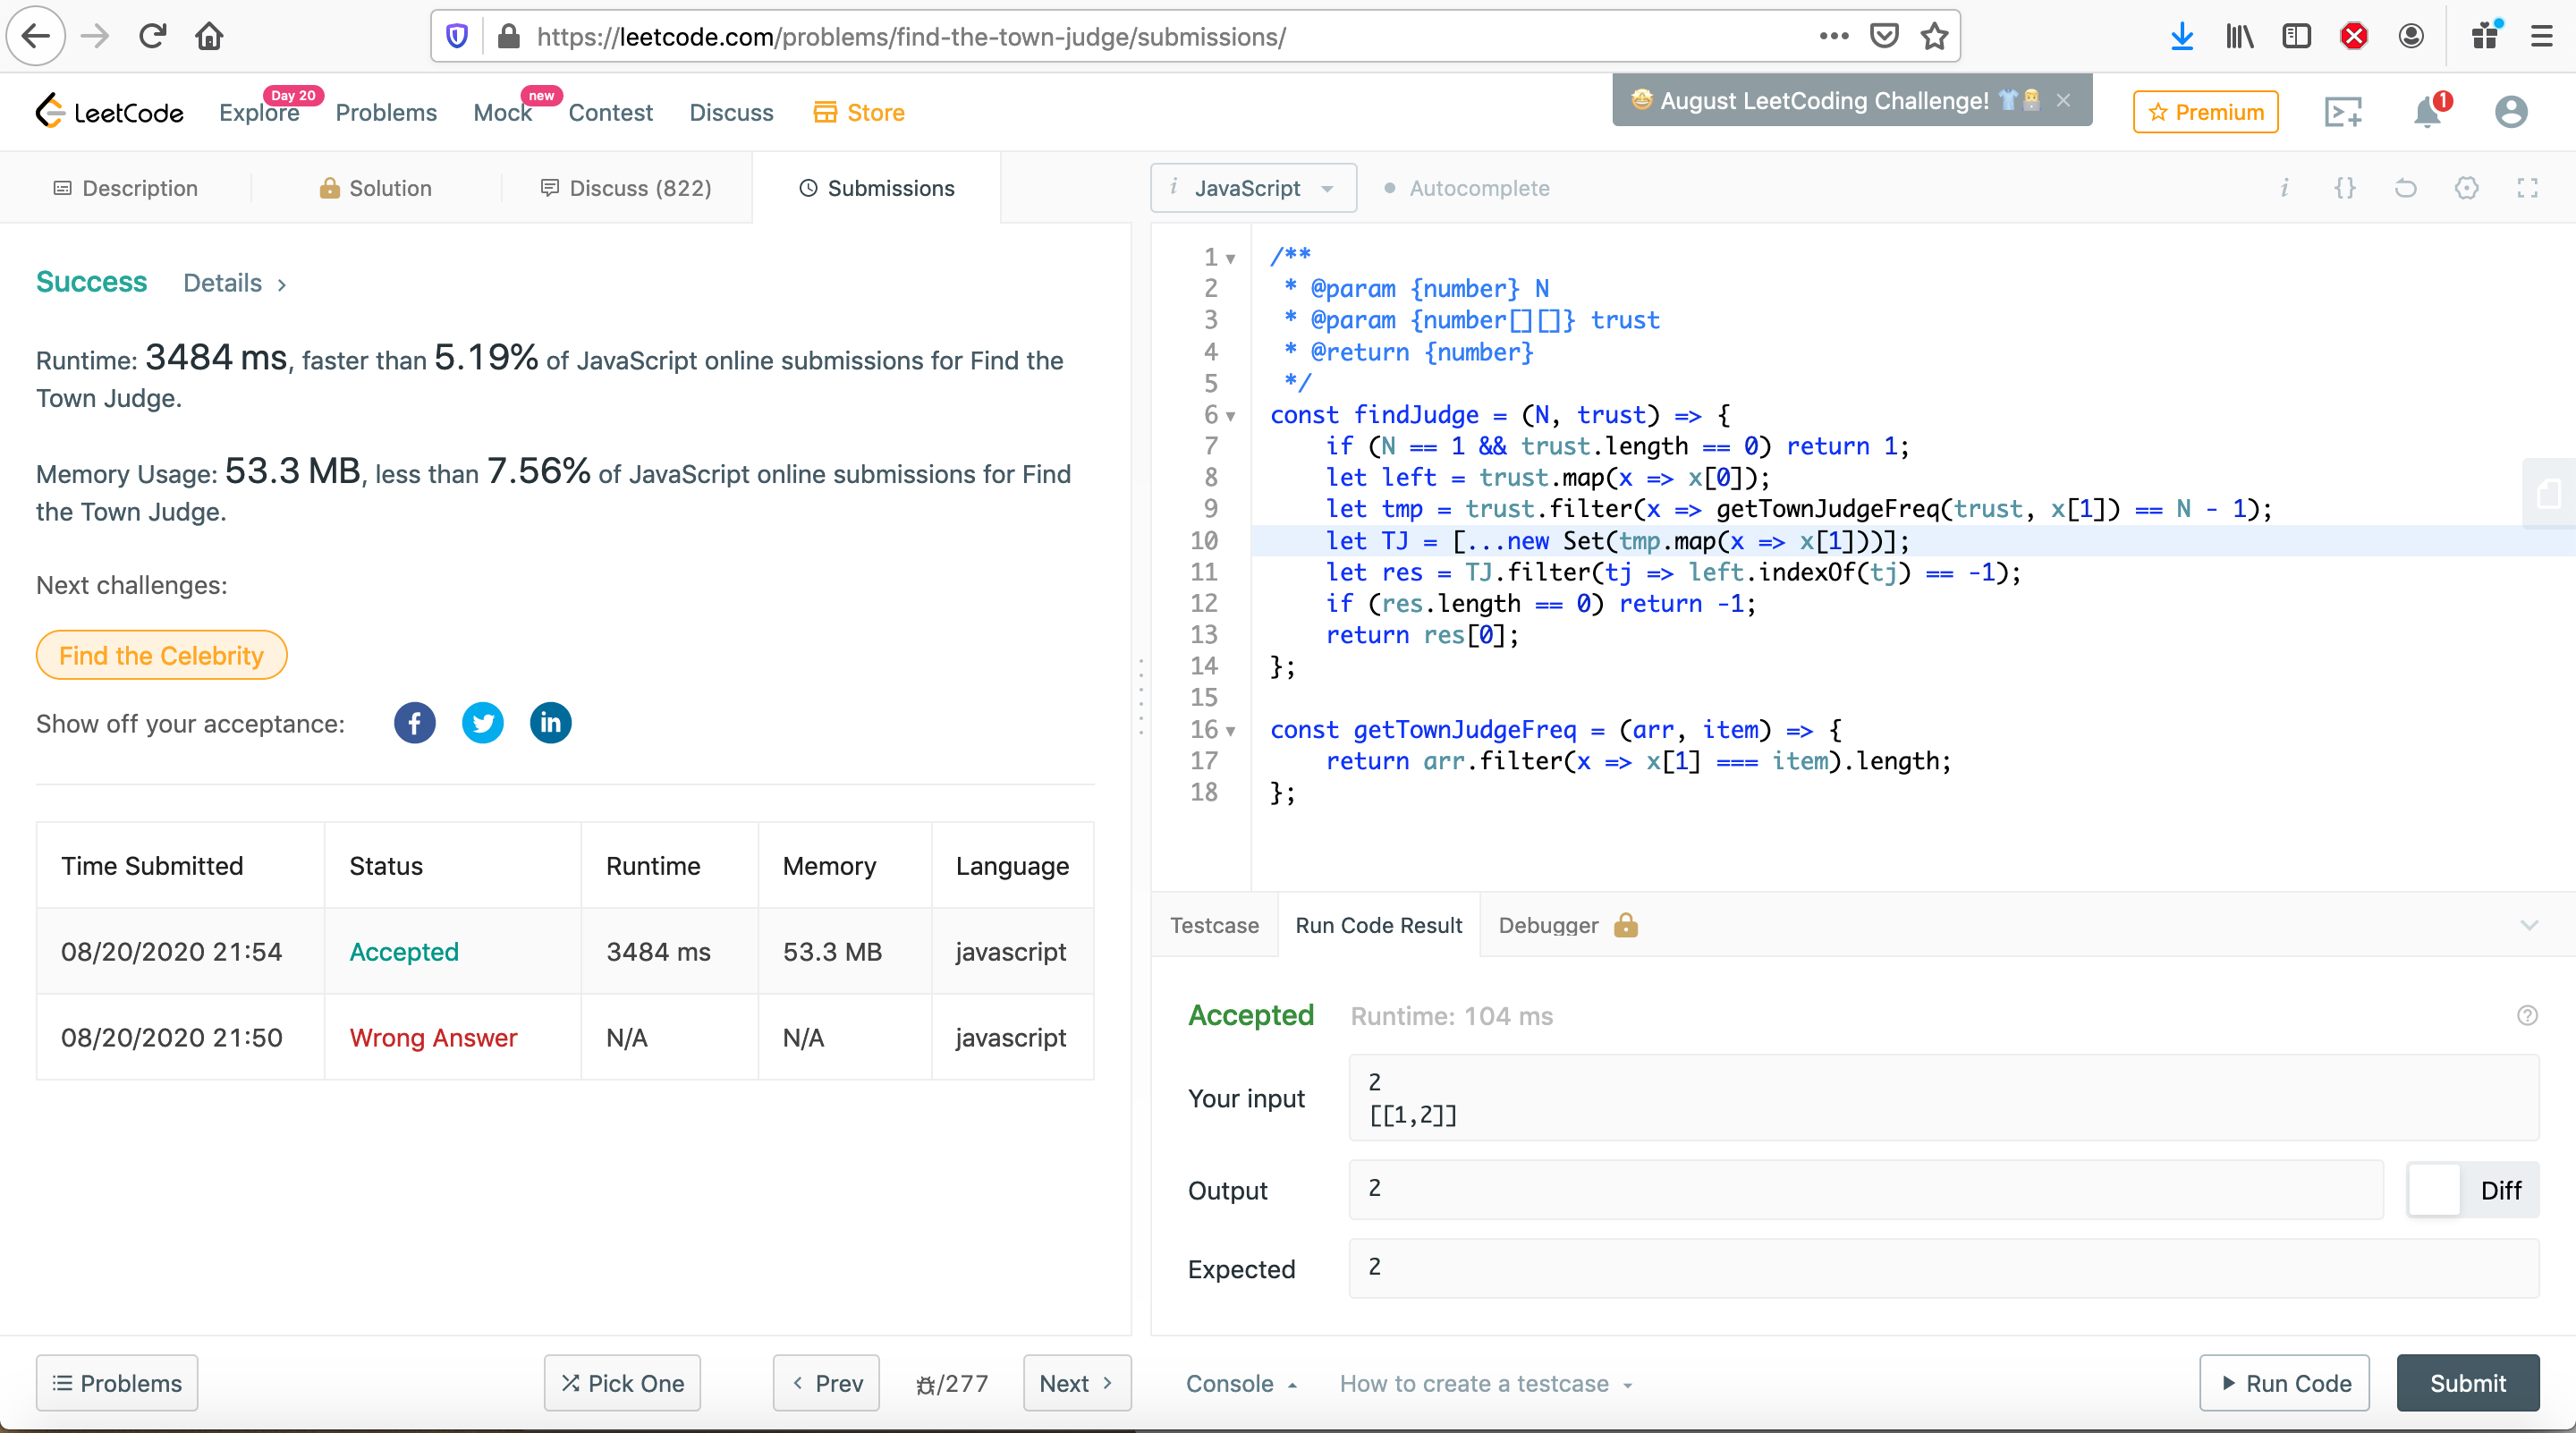 https://leetcode.com/problems/find-the-town-judge/submissions/
LeetCode
Explore
Day 20
Problems
Mock
new
Contest
Discuss
Store
🤩 August LeetCoding Challenge! 👕
Premium
1
Description
Solution
Discuss (822)
Submissions
i JavaScript
Autocomplete
Success
Details
Runtime: 3484 ms, faster than 5.19% of JavaScript online submissions for Find the
Town Judge.
Memory Usage: 53.3 MB, less than 7.56% of JavaScript online submissions for Find
the Town Judge.
Next challenges:
Find the Celebrity
Show off your acceptance:
Time Submitted Status Runtime Memory Language
08/20/2020 21:54 Accepted 3484 ms 53.3 MB javascript
08/20/2020 21:50 Wrong Answer N/A N/A javascript
1 /**
2  * @param {number} N
3  * @param {number[][]} trust
4  * @return {number}
5  */
6 const findJudge = (N, trust) => {
7     if (N == 1 && trust.length == 0) return 1;
8     let left = trust.map(x => x[0]);
9     let tmp = trust.filter(x => getTownJudgeFreq(trust, x[1]) == N - 1);
10     let TJ = [...new Set(tmp.map(x => x[1]))];
11     let res = TJ.filter(tj => left.indexOf(tj) == -1);
12     if (res.length == 0) return -1;
13     return res[0];
14 };
15
16 const getTownJudgeFreq = (arr, item) => {
17     return arr.filter(x => x[1] === item).length;
18 };
Testcase
Run Code Result
Debugger
Accepted
Runtime: 104 ms
Your input
2
[[1,2]]
Output
2
Diff
Expected
2
Problems
Pick One
Prev
/277
Next
Console
How to create a testcase
Run Code
Submit